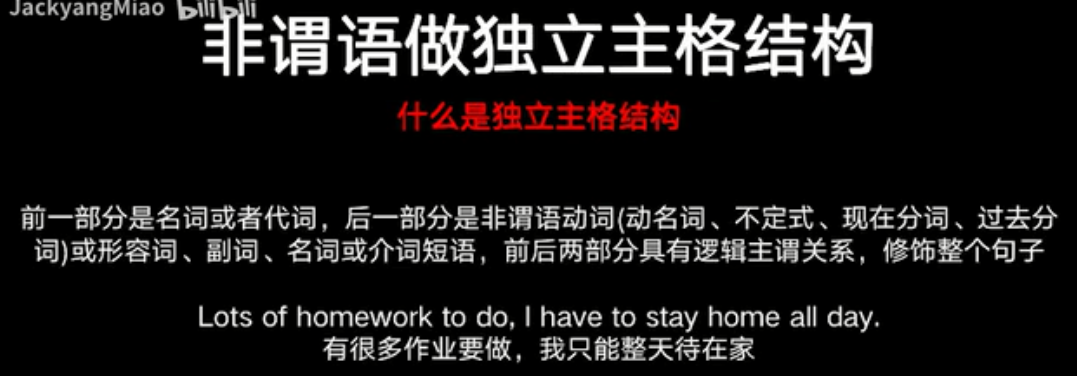 JackyangMiao bilibili
非谓语做独立主格结构
什么是独立主格结构
前一部分是名词或者代词，后一部分是非谓语动词(动名词、不定式、现在分词、过去分
词)或形容词、副词、名词或介词短语，前后两部分具有逻辑主谓关系，修饰整个句子
Lots of homework to do, I have to stay home all day.
有很多作业要做，我只能整天待在家